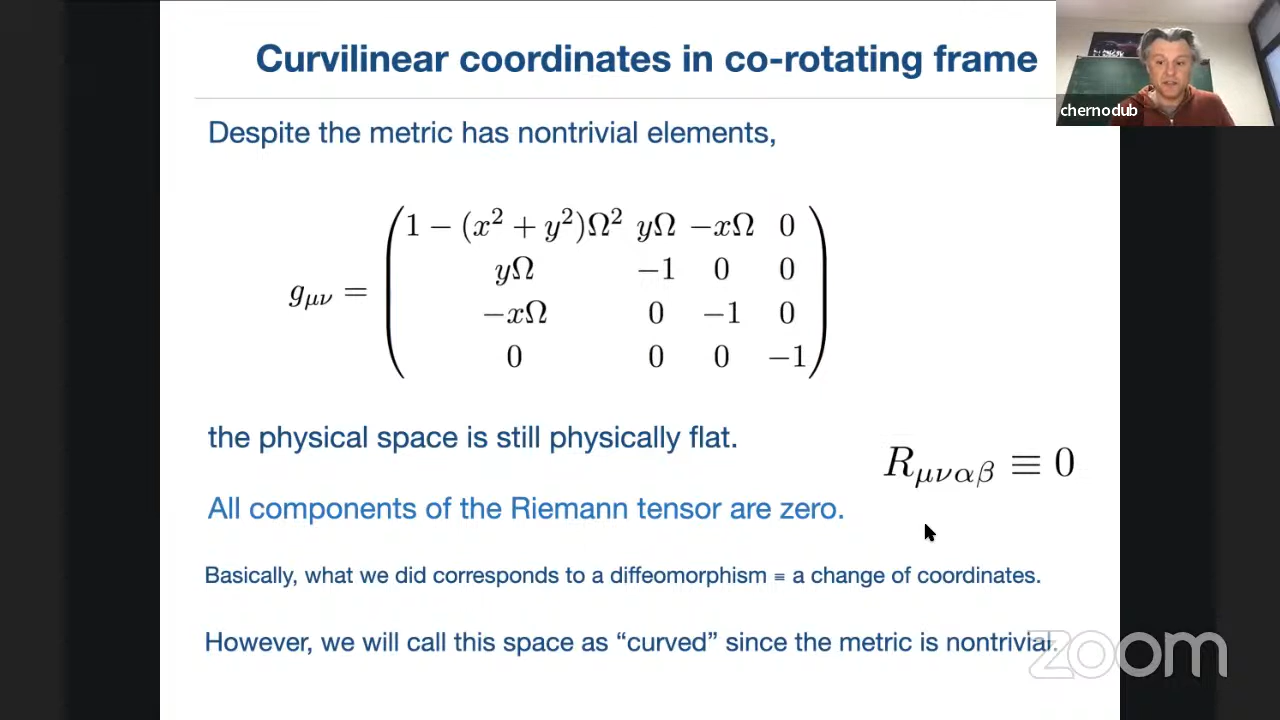 Curvilinear coordinates in co-rotating frame
chernodub
Despite the metric has nontrivial elements,
1 − (x² + y²)Ω² yΩ −xΩ 0
yΩ −1 0 0
g_μν =
−xΩ 0 −1 0
0 0 0 −1
the physical space is still physically flat.
R_μναβ ≡ 0
All components of the Riemann tensor are zero.
Basically, what we did corresponds to a diffeomorphism ≡ a change of coordinates.
However, we will call this space as “curved” since the metric is nontrivial.
zoom